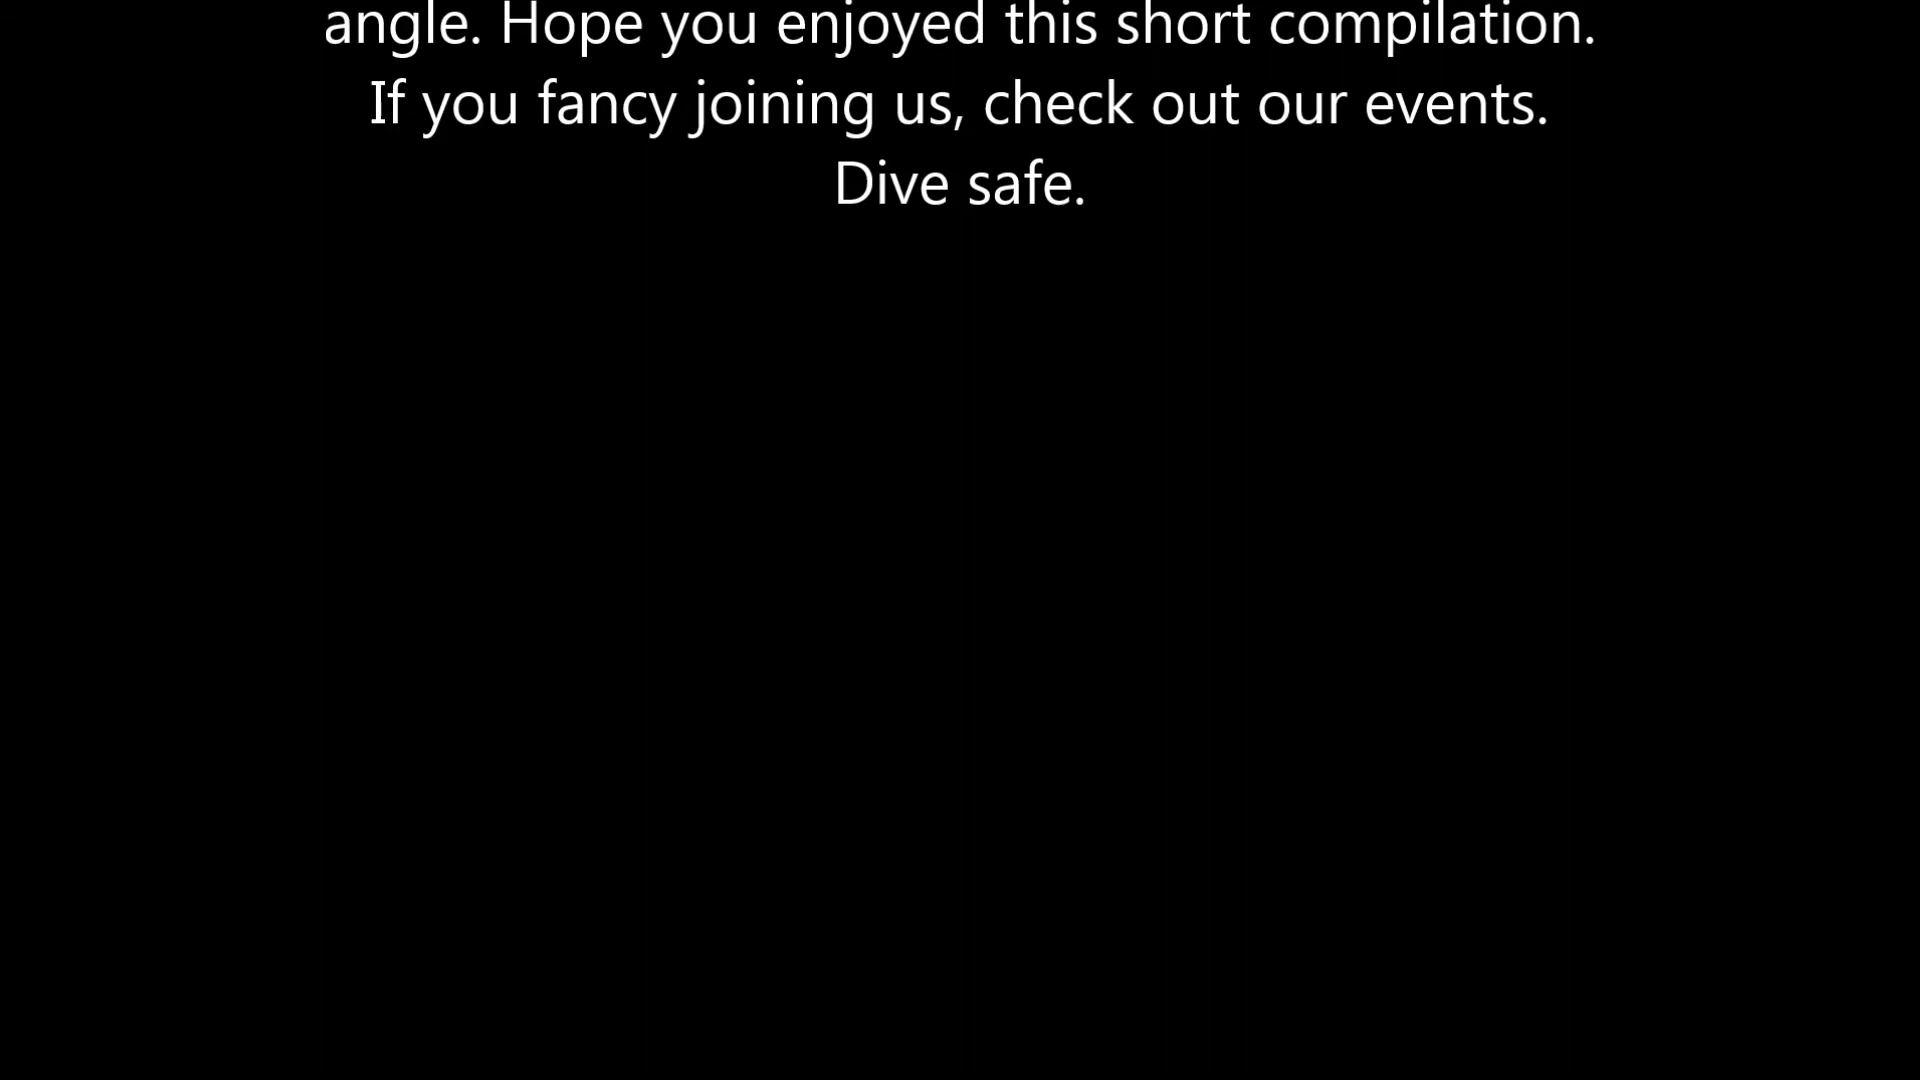 angle. Hope you enjoyed this short compilation.
If you fancy joining us, check out our events.
Dive safe.